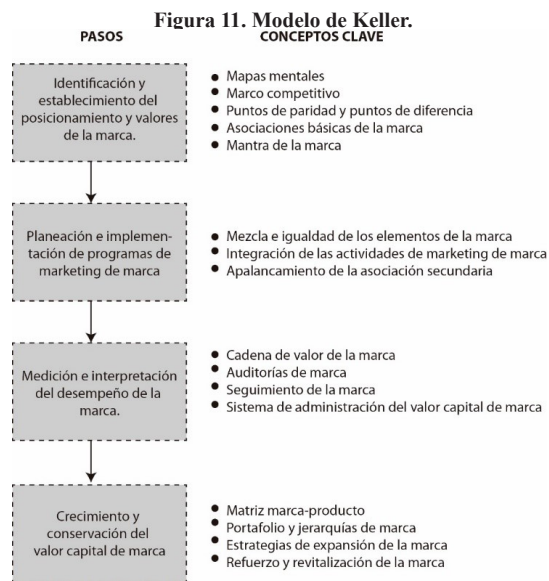 Figura 11. Modelo de Keller.
PASOS
CONCEPTOS CLAVE
Identificación y
establecimiento del
posicionamiento y valores
de la marca.
• Mapas mentales
• Marco competitivo
• Puntos de paridad y puntos de diferencia
• Asociaciones básicas de la marca
• Mantra de la marca
Planeación e implemen-
tación de programas de
marketing de marca
• Mezcla e igualdad de los elementos de la marca
• Integración de las actividades de marketing de marca
• Apalancamiento de la asociación secundaria
Medición e interpretación
del desempeño de la
marca.
• Cadena de valor de la marca
• Auditorías de marca
• Seguimiento de la marca
• Sistema de administración del valor capital de marca
Crecimiento y
conservación del
valor capital de marca
• Matriz marca-producto
• Portafolio y jerarquías de marca
• Estrategias de expansión de la marca
• Refuerzo y revitalización de la marca